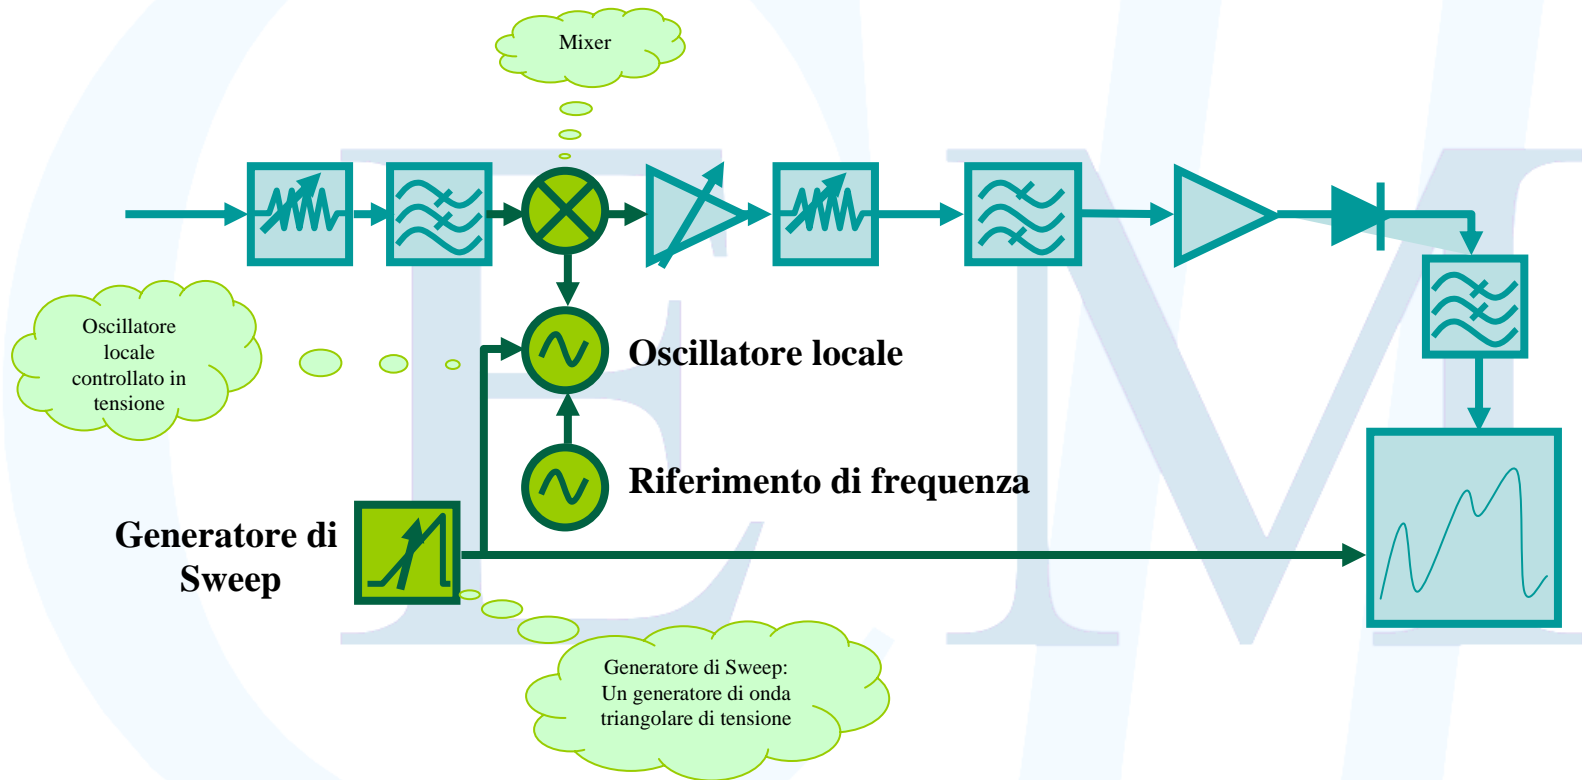 Mixer
Oscillatore
locale
controllato in
tensione
Oscillatore locale
Riferimento di frequenza
Generatore di
Sweep
Generatore di Sweep:
Un generatore di onda
triangolare di tensione
E M